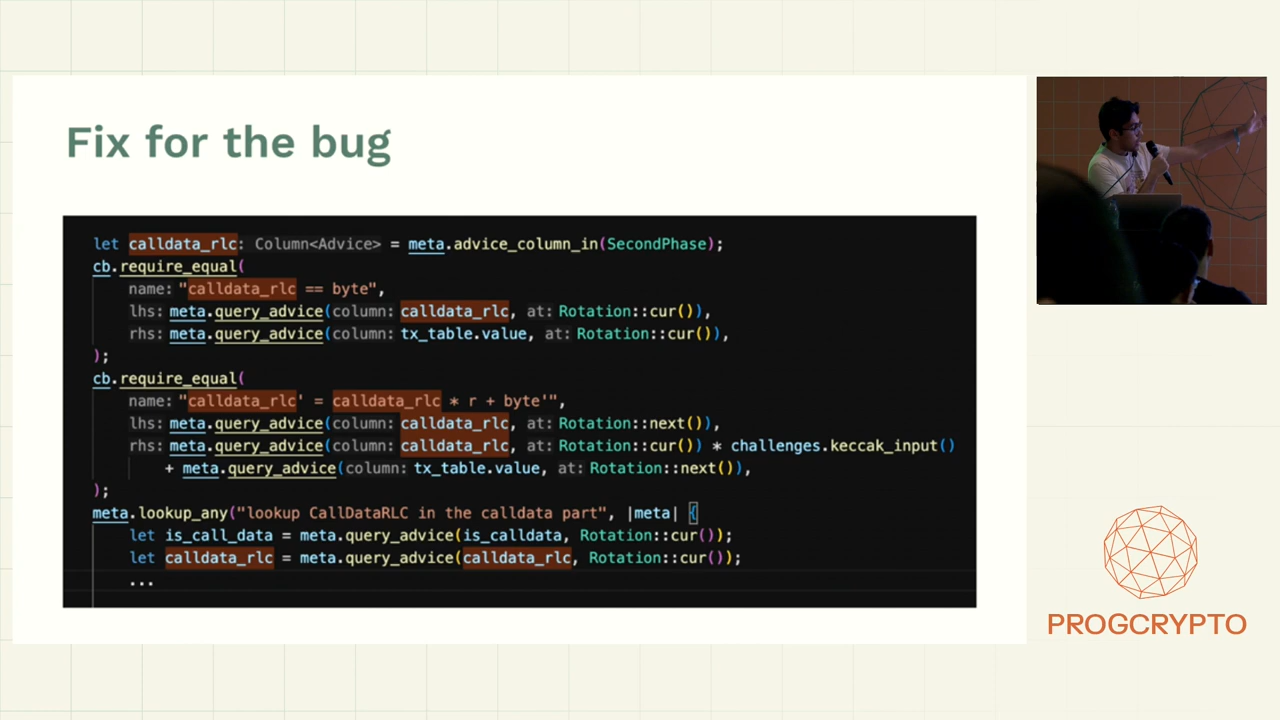 Fix for the bug
let calldata_rlc: Column<Advice> = meta.advice_column_in(SecondPhase);
cb.require_equal(
name: "calldata_rlc == byte",
lhs: meta.query_advice(column: calldata_rlc, at: Rotation::cur()),
rhs: meta.query_advice(column: tx_table.value, at: Rotation::cur()),
);
cb.require_equal(
name: "calldata_rlc' = calldata_rlc * r + byte'",
lhs: meta.query_advice(column: calldata_rlc, at: Rotation::next()),
rhs: meta.query_advice(column: calldata_rlc, at: Rotation::cur()) * challenges.keccak_input()
+ meta.query_advice(column: tx_table.value, at: Rotation::next()),
);
meta.lookup_any("lookup CallDataRLC in the calldata part", |meta| {
let is_call_data = meta.query_advice(is_calldata, Rotation::cur());
let calldata_rlc = meta.query_advice(calldata_rlc, Rotation::cur());
...
PROGCRYPTO